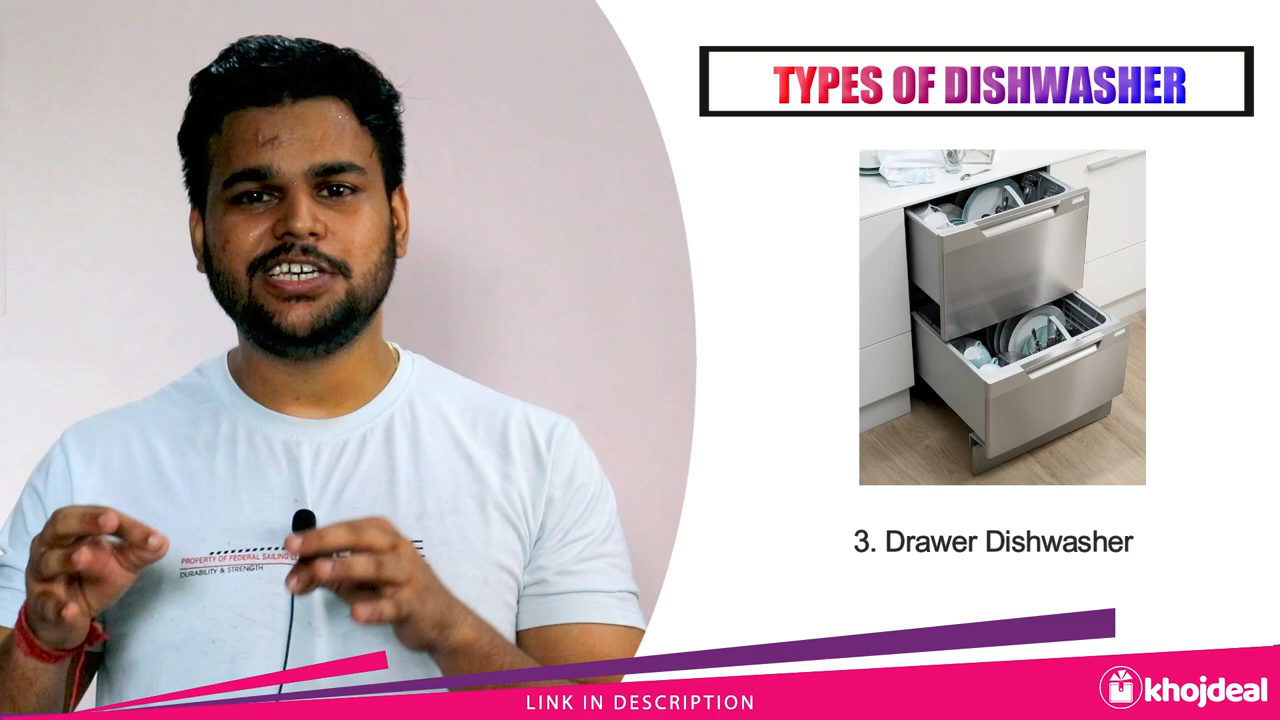 TYPES OF DISHWASHER
3. Drawer Dishwasher
PROPERTY OF FEDERAL SAILING
DURABILITY & STRENGTH
LINK IN DESCRIPTION
khojdeal